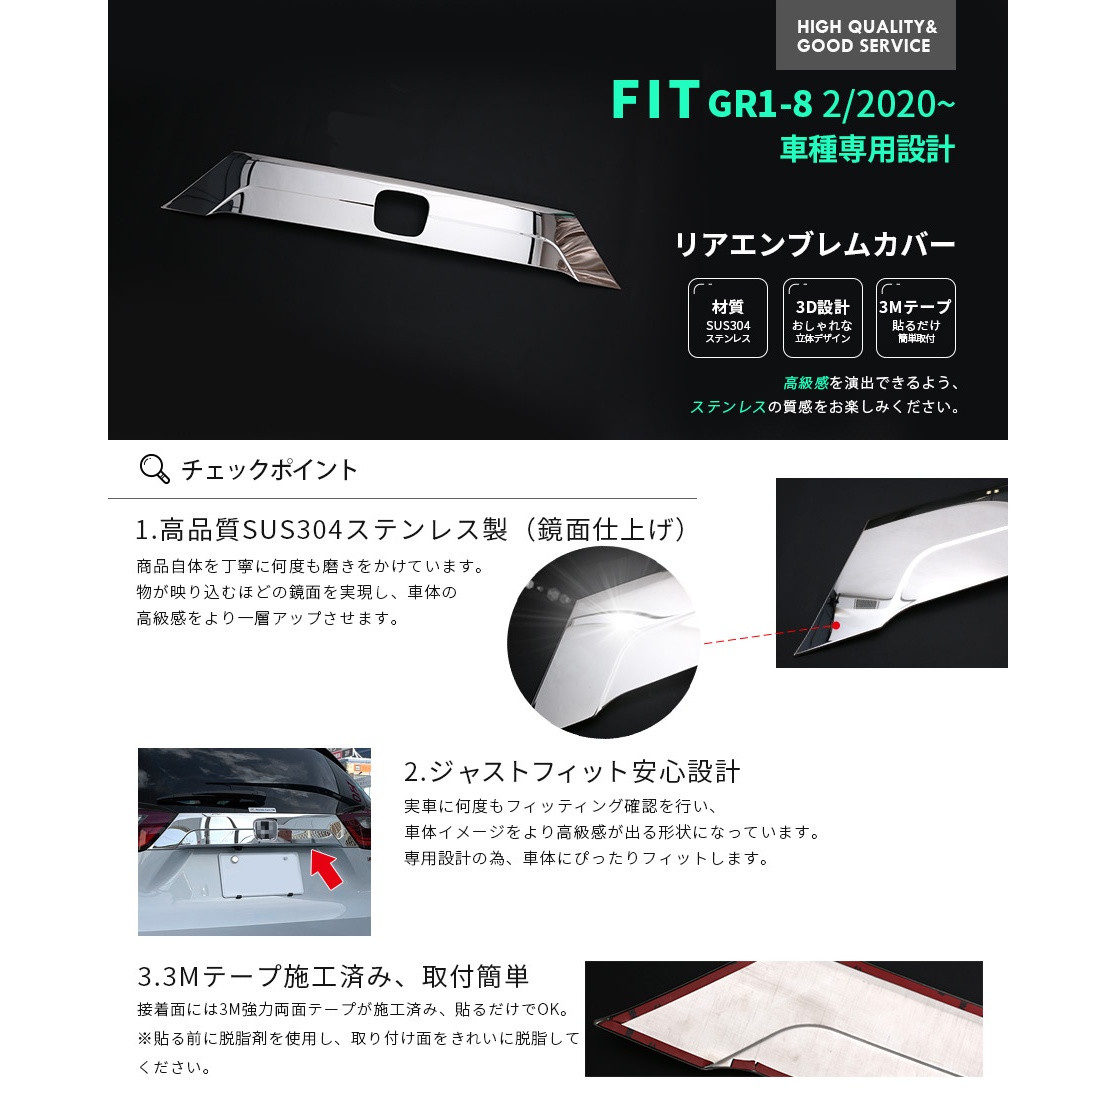 HIGH QUALITY&
GOOD SERVICE
FIT GR1-8 2/2020~
車種専用設計
リアエンブレムカバー
材質
SUS304
ステンレス
3D設計
おしゃれな
立体デザイン
3Mテープ
貼るだけ
簡単取付
高級感を演出できるよう、
ステンレスの質感をお楽しみください。
チェックポイント
1.高品質SUS304ステンレス製（鏡面仕上げ）
商品自体を丁寧に何度も磨きをかけています。
物が映り込むほどの鏡面を実現し、車体の
高級感をより一層アップさせます。
2.ジャストフィット安心設計
実車に何度もフィッティング確認を行い、
車体イメージをより高級感が出る形状になっています。
専用設計の為、車体にぴったりフィットします。
3.3Mテープ施工済み、取付簡単
接着面には3M強力両面テープが施工済み、貼るだけでOK。
※貼る前に脱脂剤を使用し、取り付け面をきれいに脱脂して
ください。